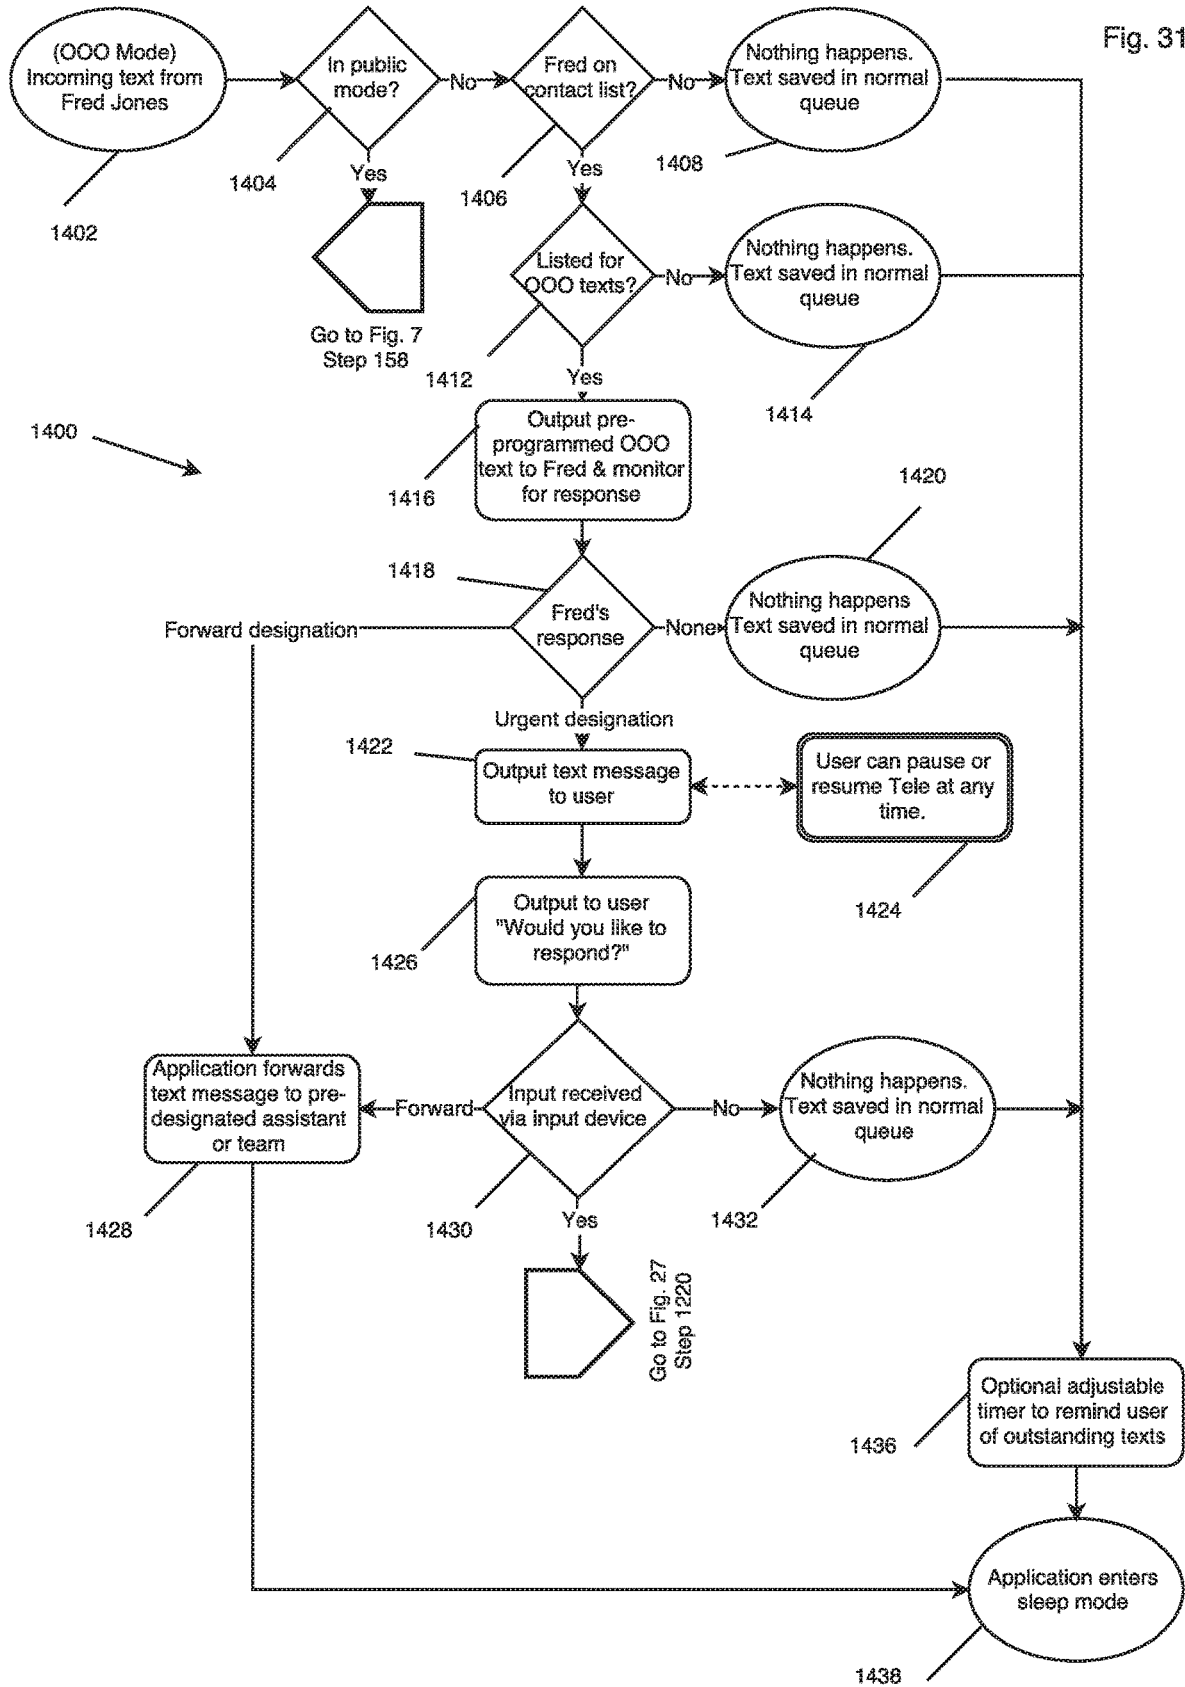 Fig. 31
(OOO Mode)
Incoming text from
Fred Jones
In public
mode?
No
Fred on
contact list?
No
Nothing happens.
Text saved in normal
queue
1402
1404
Yes
1406
Yes
1408
Go to Fig. 7
Step 158
Listed for
OOO texts?
No
Nothing happens.
Text saved in normal
queue
1412
Yes
1414
1400
Output pre-
programmed OOO
text to Fred & monitor
for response
1416
1420
1418
Forward designation
Fred's
response
None
Nothing happens
Text saved in normal
queue
Urgent designation
1422
Output text message
to user
User can pause or
resume Tele at any
time.
1424
Output to user
"Would you like to
respond?"
1426
Application forwards
text message to pre-
designated assistant
or team
Forward
Input received
via input device
No
Nothing happens.
Text saved in normal
queue
1428
1430
Yes
1432
Go to Fig. 27
Step 1220
Optional adjustable
timer to remind user
of outstanding texts
1436
Application enters
sleep mode
1438